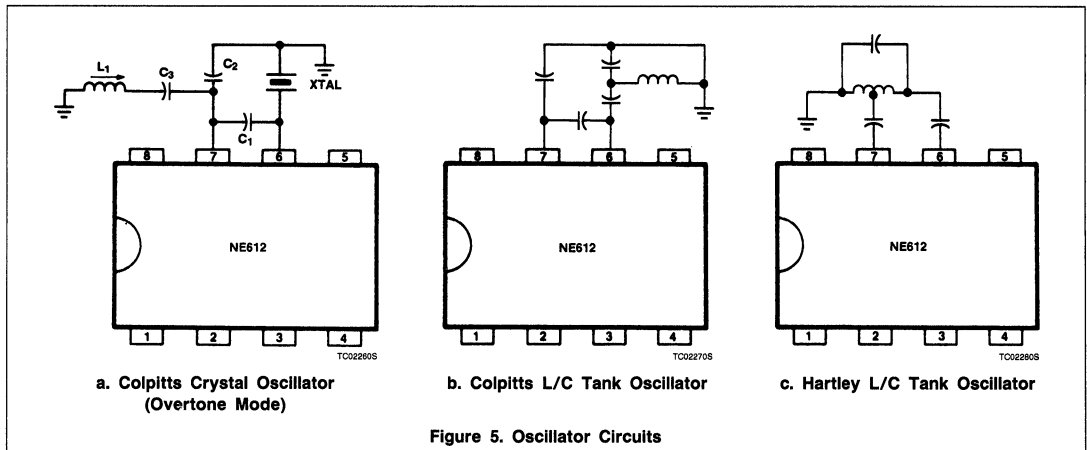 L₁
C₃
C₂
XTAL
C₁
8 7 6 5
NE612
1 2 3 4
TC02260S
a. Colpitts Crystal Oscillator
(Overtone Mode)
8 7 6 5
NE612
1 2 3 4
TC02270S
b. Colpitts L/C Tank Oscillator
8 7 6 5
NE612
1 2 3 4
TC02280S
c. Hartley L/C Tank Oscillator
Figure 5. Oscillator Circuits